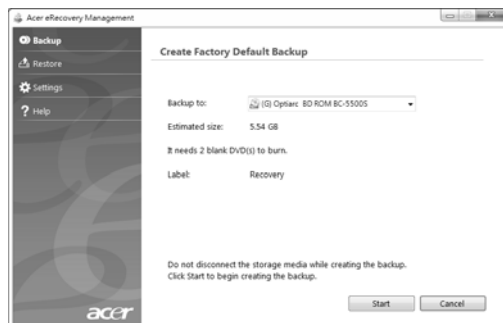 Acer eRecovery Management
Backup
Restore
Settings
Help
Create Factory Default Backup
Backup to: (G) Optiarc BD ROM BC-5500S
Estimated size: 5.54 GB
It needs 2 blank DVD(s) to burn.
Label: Recovery
Do not disconnect the storage media while creating the backup.
Click Start to begin creating the backup.
Start Cancel
acer